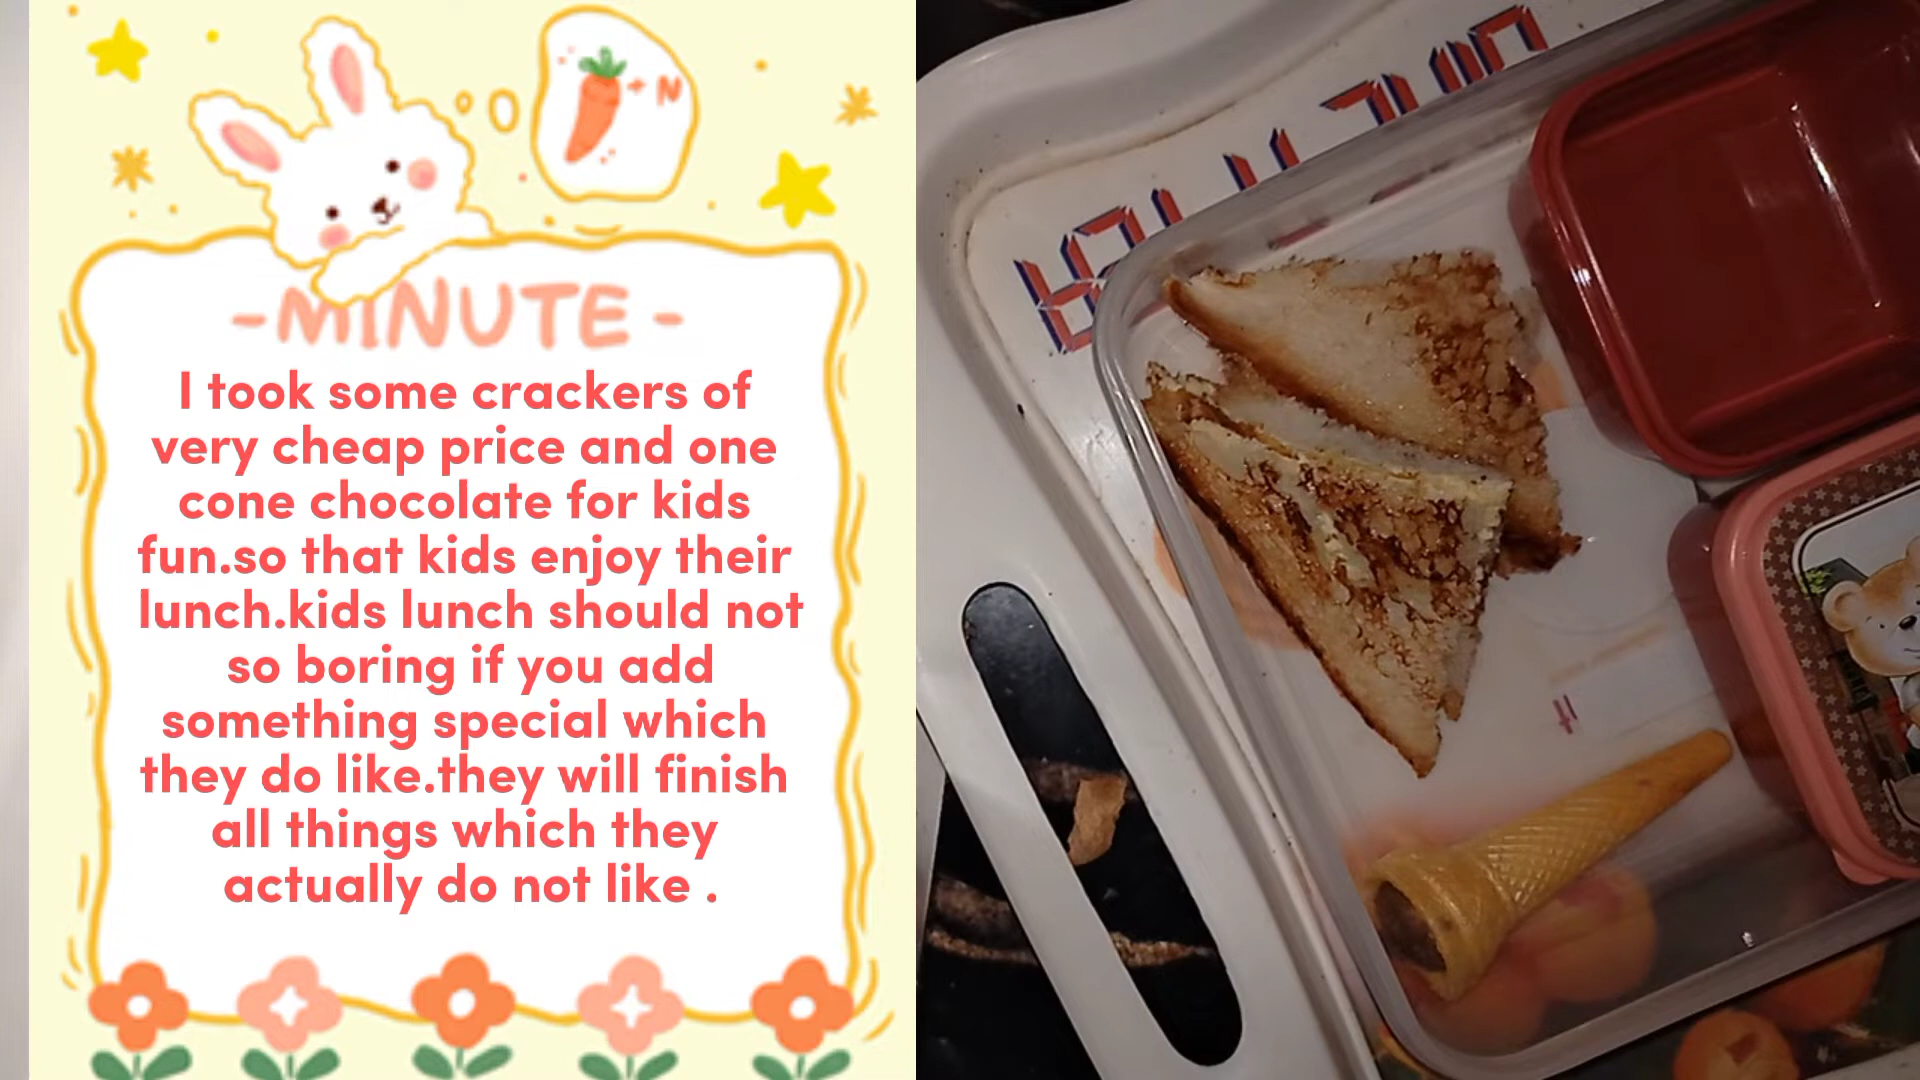 N
-MINUTE-
I took some crackers of
very cheap price and one
cone chocolate for kids
fun.so that kids enjoy their
lunch.kids lunch should not
so boring if you add
something special which
they do like.they will finish
all things which they
actually do not like .